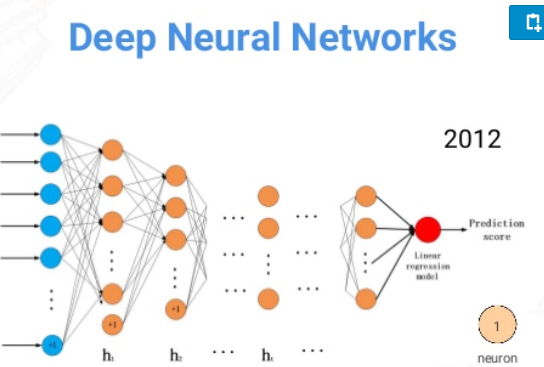 Deep Neural Networks
2012
Prediction
score
Linear
regression
model
+1
+1
+1
1
neuron
h₁
h₂
...
hₜ
...